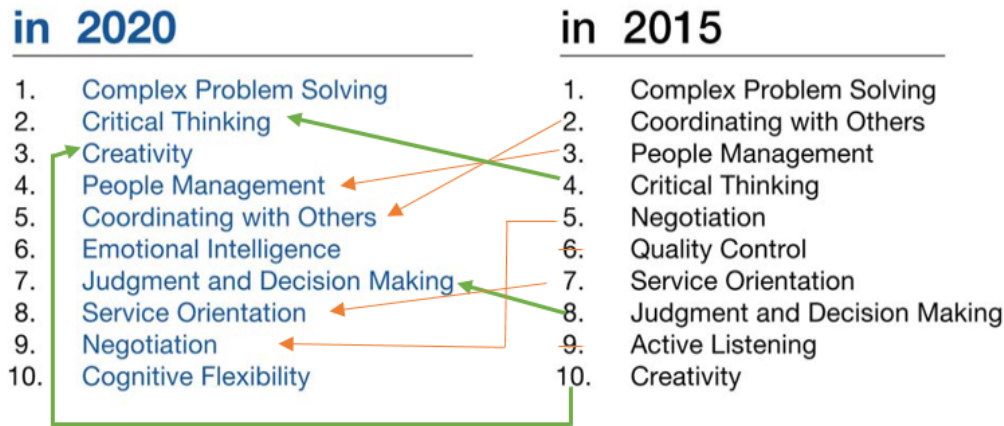 in 2020
1. Complex Problem Solving
2. Critical Thinking
3. Creativity
4. People Management
5. Coordinating with Others
6. Emotional Intelligence
7. Judgment and Decision Making
8. Service Orientation
9. Negotiation
10. Cognitive Flexibility
in 2015
1. Complex Problem Solving
2. Coordinating with Others
3. People Management
4. Critical Thinking
5. Negotiation
6. Quality Control
7. Service Orientation
8. Judgment and Decision Making
9. Active Listening
10. Creativity